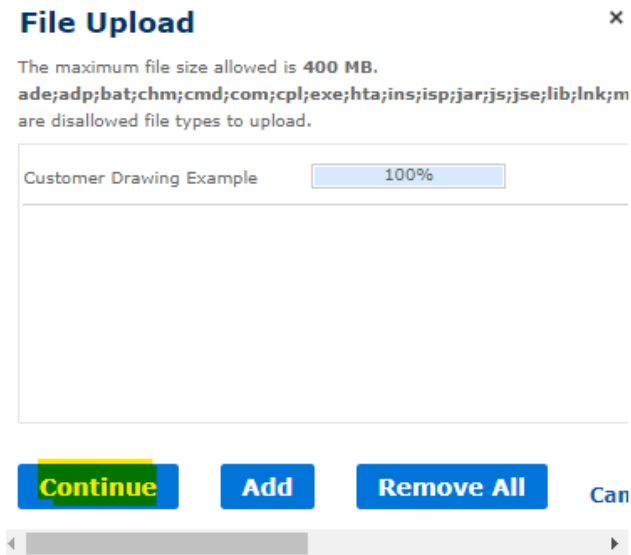 File Upload ×
The maximum file size allowed is 400 MB.
ade;adp;bat;chm;cmd;com;cpl;exe;hta;ins;isp;jar;js;jse;lib;lnk;m
are disallowed file types to upload.
Customer Drawing Example 100%
Continue Add Remove All Can